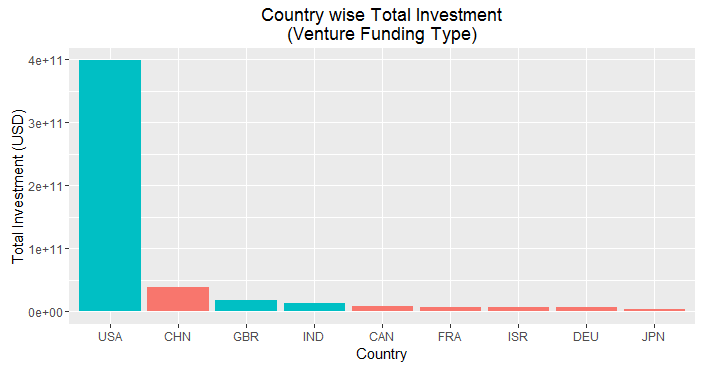 Country wise Total Investment
(Venture Funding Type)
Total Investment (USD)
4e+11
3e+11
2e+11
1e+11
0e+00
USA CHN GBR IND CAN FRA ISR DEU JPN
Country